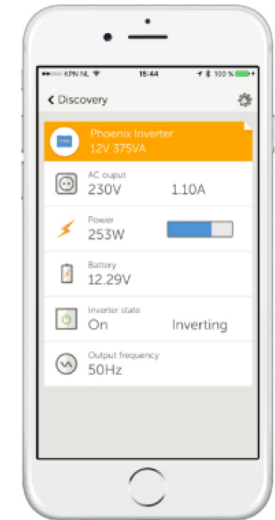 KPN NL 15:44 100 %
Discovery
Phoenix Inverter
12V 375VA
AC ouput
230V 1.10A
Power
253W
Battery
12.29V
Inverter state
On Inverting
Output frequency
50Hz